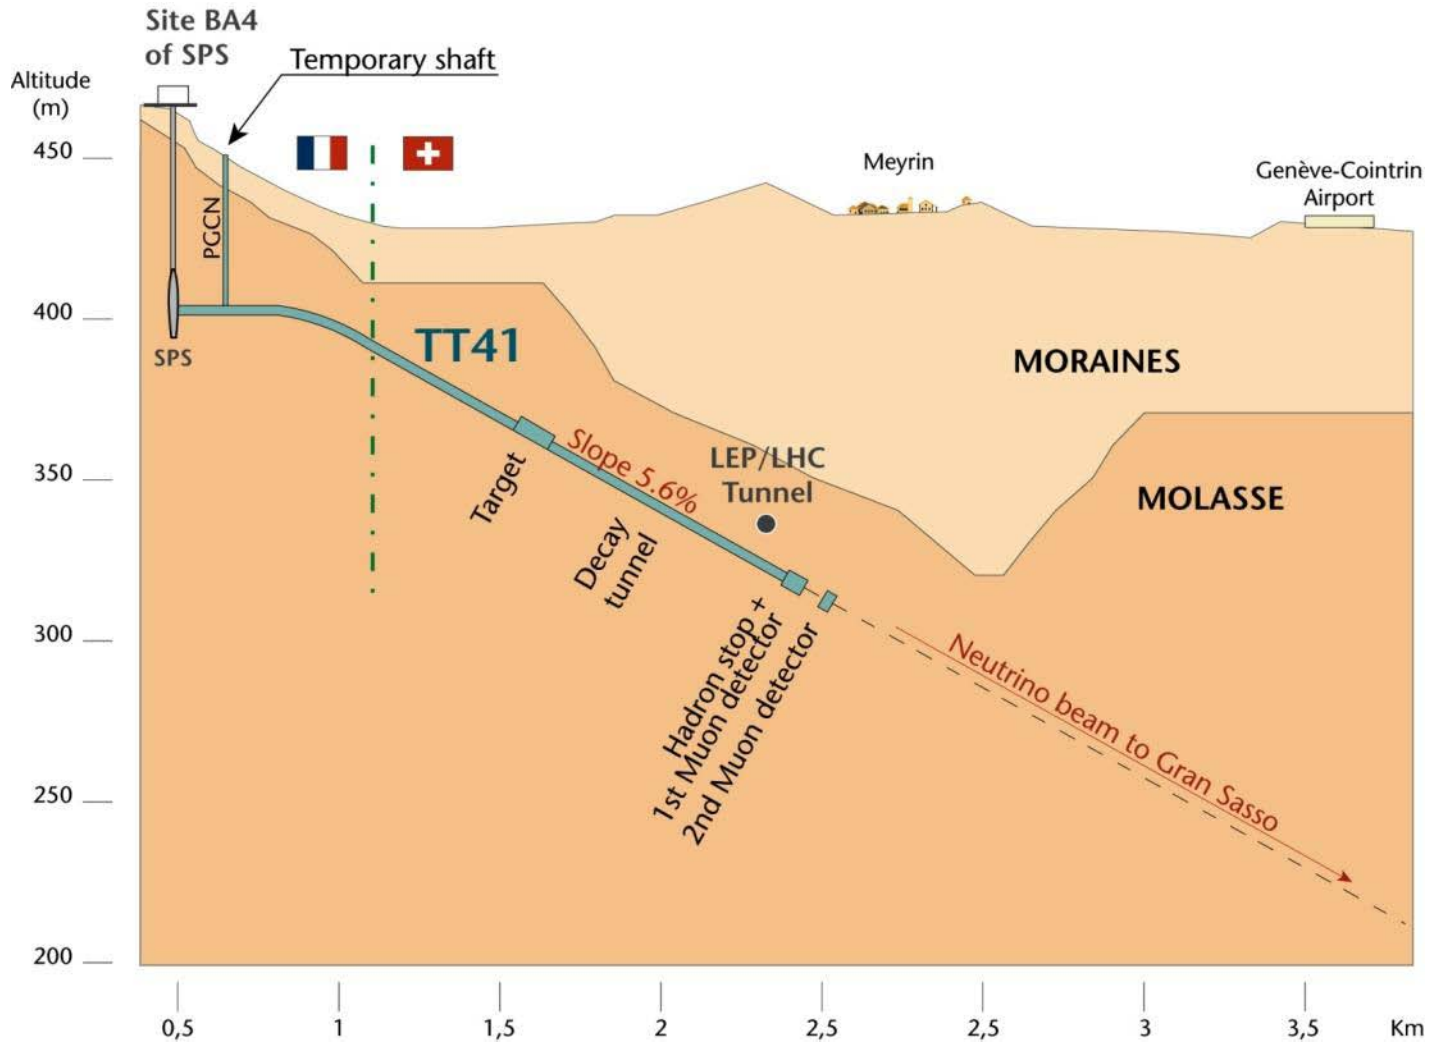 Site BA4
of SPS
Temporary shaft
Altitude
(m)
450
400
350
300
250
200
Meyrin
Genève-Cointrin
Airport
PGCN
SPS
TT41
MORAINES
MOLASSE
LEP/LHC
Tunnel
Target
Slope 5.6%
Decay
tunnel
Hadron stop +
1st Muon detector
2nd Muon detector
Neutrino beam to Gran Sasso
0,5
1
1,5
2
2,5
2,5
3
3,5
Km